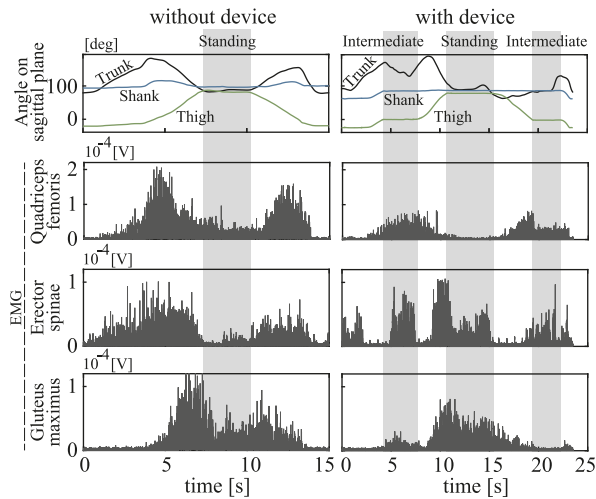 without device
with device
Standing
Intermediate Standing Intermediate
[deg]
Angle on
sagittal plane
100
0
Trunk
Shank
Thigh
Trunk
Shank
Thigh
EMG
Quadriceps
femoris
10-4 [V]
2
1
0
Erector
spinae
10-4 [V]
1
0
Gluteus
maximus
10-4 [V]
1
0
0 5 10 15
0 5 10 15 20 25
time [s]
time [s]